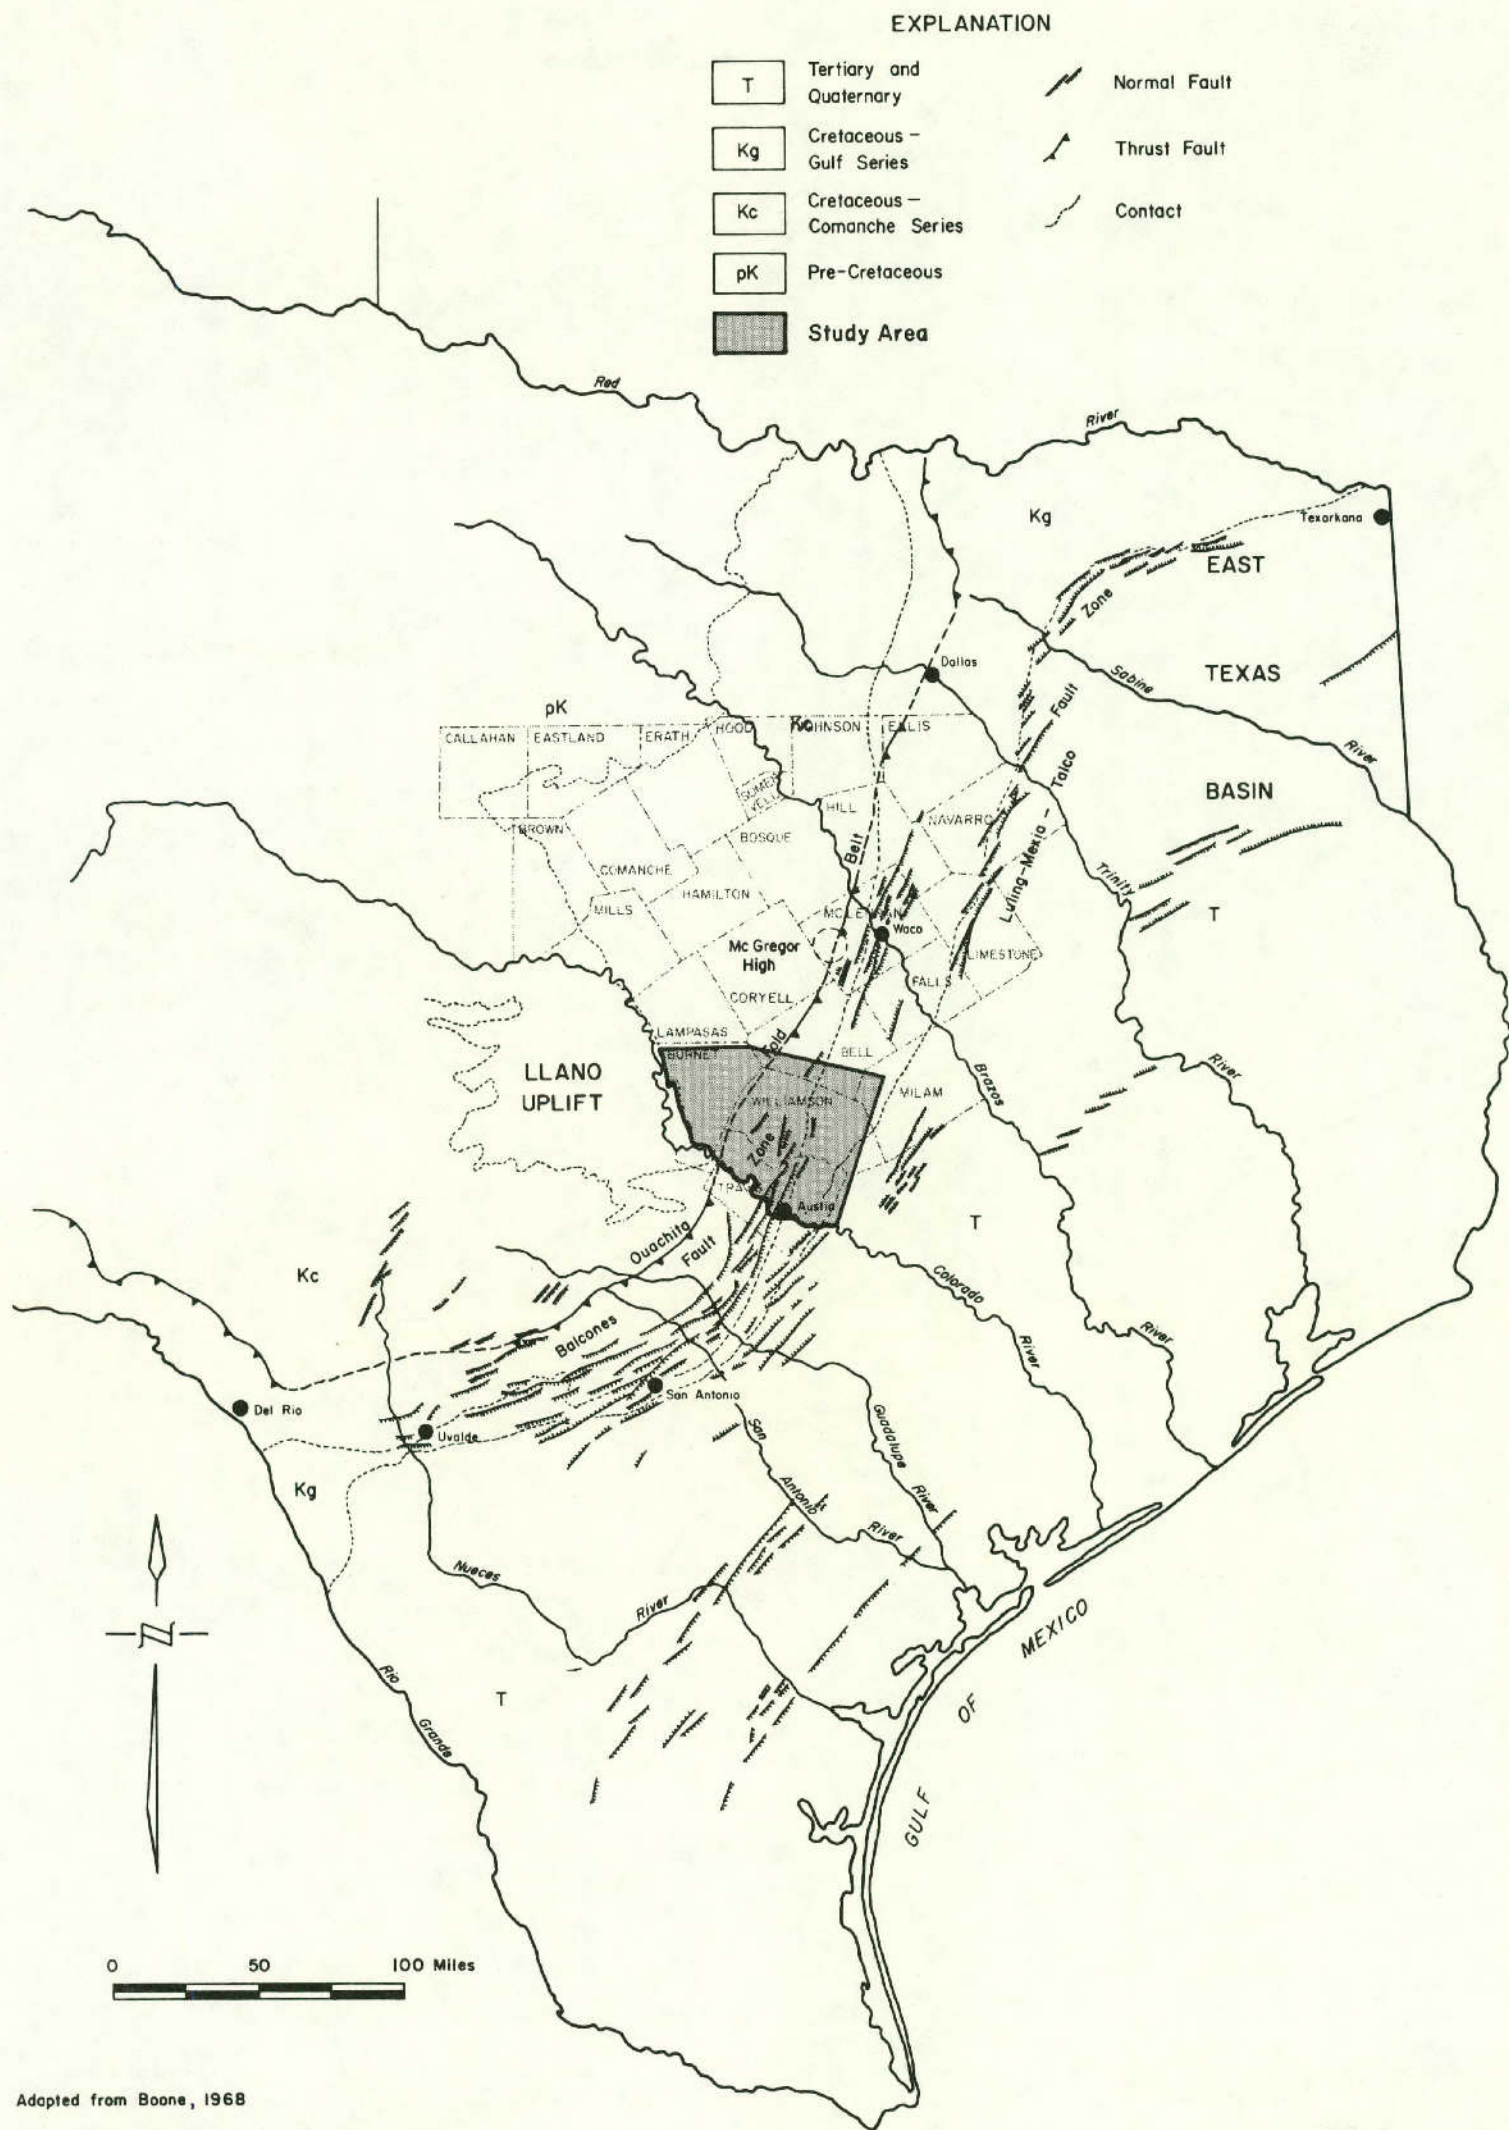 EXPLANATION
T
Tertiary and
Quaternary
Kg
Cretaceous –
Gulf Series
Kc
Cretaceous –
Comanche Series
pK
Pre-Cretaceous
Study Area
Normal Fault
Thrust Fault
Contact
Red
River
Kg
Texarkana
EAST
Zone
Dallas
Sabine
TEXAS
Fault
River
pK
CALLAHAN
EASTLAND
ERATH
HOOD
JOHNSON
ELLIS
Talco
BASIN
SOMER
VELL
HILL
NAVARRO
BROWN
BOSQUE
Belt
Luling-Mexia –
COMANCHE
Trinity
HAMILTON
MILLS
T
Waco
Mc Gregor
High
LIMESTONE
FALLS
CORYELL
LAMPASAS
Fold
BURNET
BELL
River
LLANO
UPLIFT
Brazos
MILAM
WILLIAMSON
Zone
Austin
T
Ouachita
Fault
Kc
Colorado
River
River
Balcones
San Antonio
Del Rio
Uvalde
San
Guadalupe
Kg
Antonio
River
River
Nueces
River
MEXICO
Rio
T
OF
Grande
GULF
N
0 50 100 Miles
Adapted from Boone, 1968